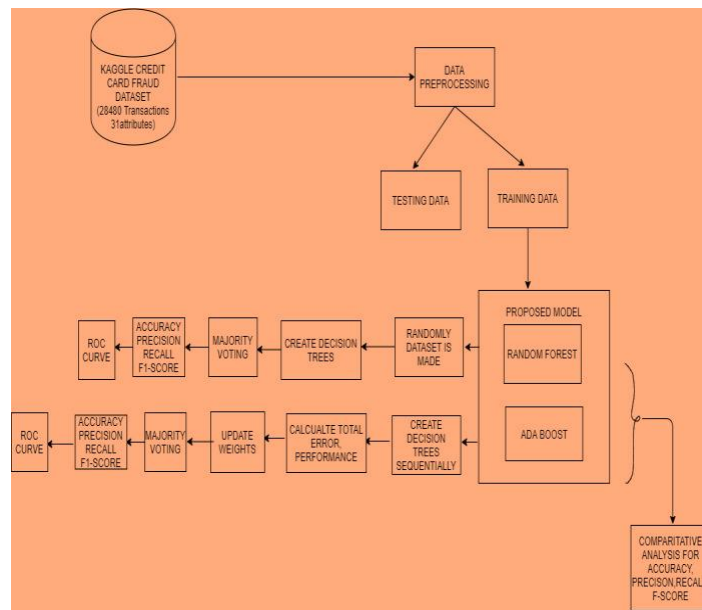 KAGGLE CREDIT
CARD FRAUD
DATASET
(28480 Transactions
31attributes)
DATA
PREPROCESSING
TESTING DATA
TRAINING DATA
PROPOSED MODEL
RANDOM FOREST
ADA BOOST
RANDOMLY
DATASET IS
MADE
CREATE DECISION
TREES
MAJORITY
VOTING
ACCURACY
PRECISION
RECALL
F1-SCORE
ROC
CURVE
CREATE
DECISION
TREES
SEQUENTIALLY
CALCUALTE TOTAL
ERROR,
PERFORMANCE
UPDATE
WEIGHTS
MAJORITY
VOTING
ACCURACY
PRECISION
RECALL
F1-SCORE
ROC
CURVE
COMPARITATIVE
ANALYSIS FOR
ACCURACY,
PRECISON,RECALL
F-SCORE